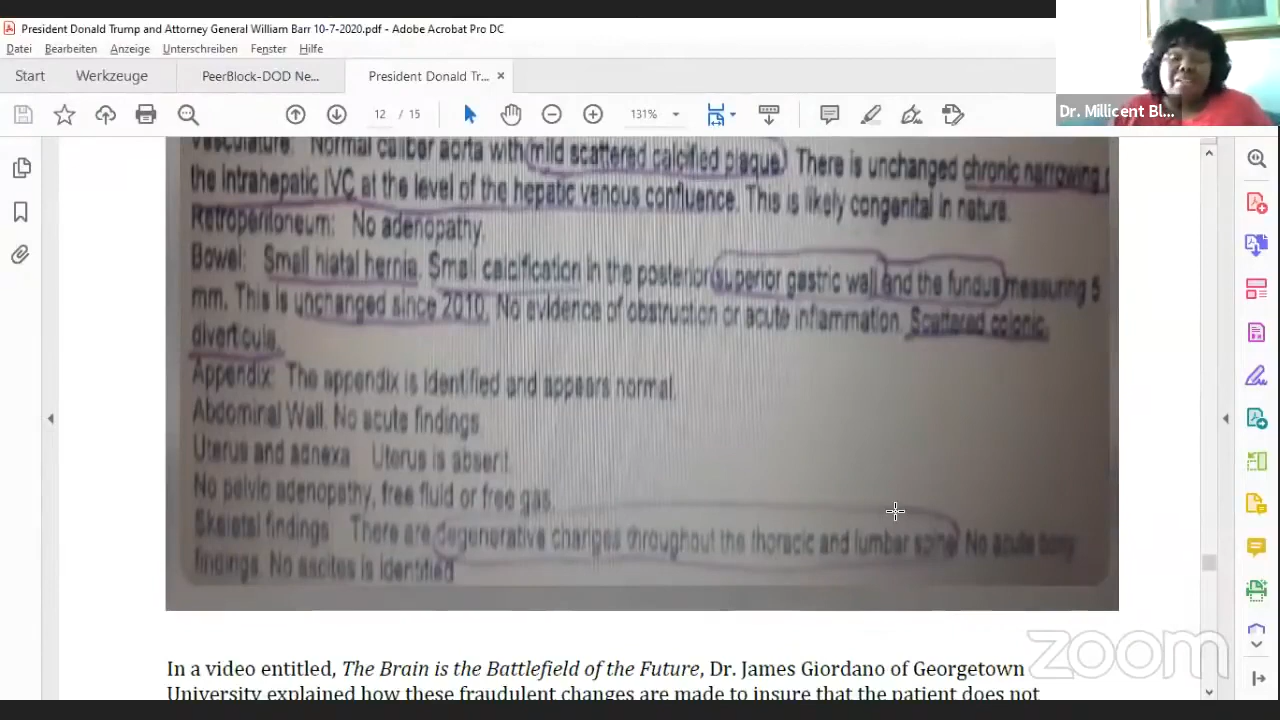 President Donald Trump and Attorney General William Barr 10-7-2020.pdf - Adobe Acrobat Pro DC
Datei Bearbeiten Anzeige Unterschreiben Fenster Hilfe
Start Werkzeuge PeerBlock-DOD Ne... President Donald Tr... ×
12 / 15 131%
Dr. Millicent Bl...
Vasculature: Normal caliber aorta with mild scattered calcified plaque. There is unchanged chronic narrowing
the intrahepatic IVC at the level of the hepatic venous confluence. This is likely congenital in nature.
Retroperitoneum: No adenopathy.
Bowel: Small hiatal hernia. Small calcification in the posterior superior gastric wall and the fundus measuring 5
mm. This is unchanged since 2010. No evidence of obstruction or acute inflammation. Scattered colonic
diverticula.
Appendix: The appendix is identified and appears normal.
Abdominal Wall: No acute findings
Uterus and adnexa Uterus is absent.
No pelvic adenopathy, free fluid or free gas.
Skeletal findings There are degenerative changes throughout the thoracic and lumbar spine. No acute bony
findings. No ascites is identified
zoom
In a video entitled, The Brain is the Battlefield of the Future, Dr. James Giordano of Georgetown
University explained how these fraudulent changes are made to insure that the patient does not